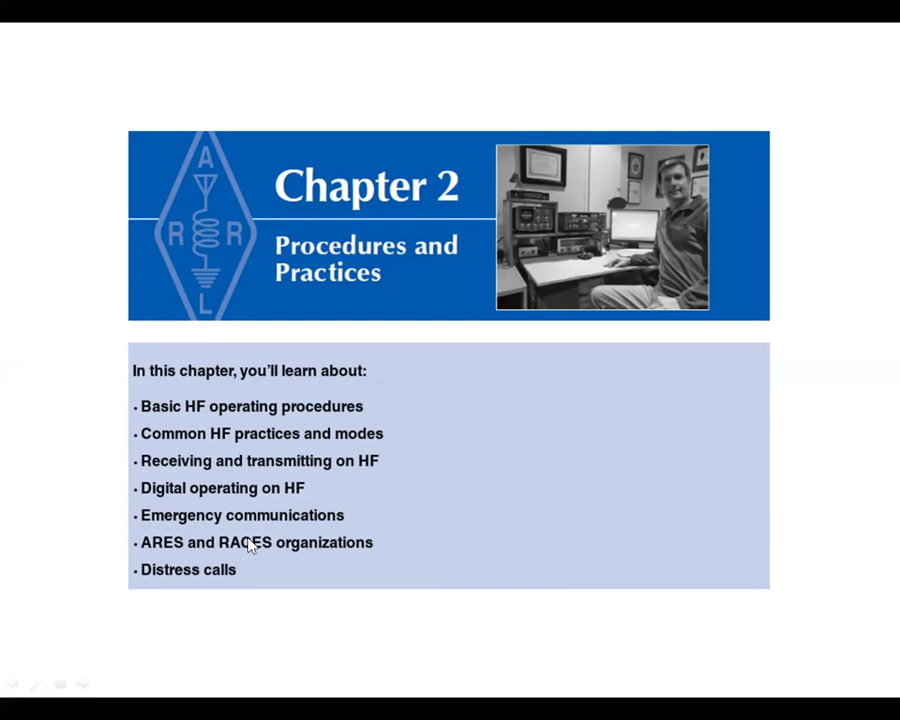 A
R R
L
Chapter 2
Procedures and
Practices
In this chapter, you'll learn about:
• Basic HF operating procedures
• Common HF practices and modes
• Receiving and transmitting on HF
• Digital operating on HF
• Emergency communications
• ARES and RACES organizations
• Distress calls